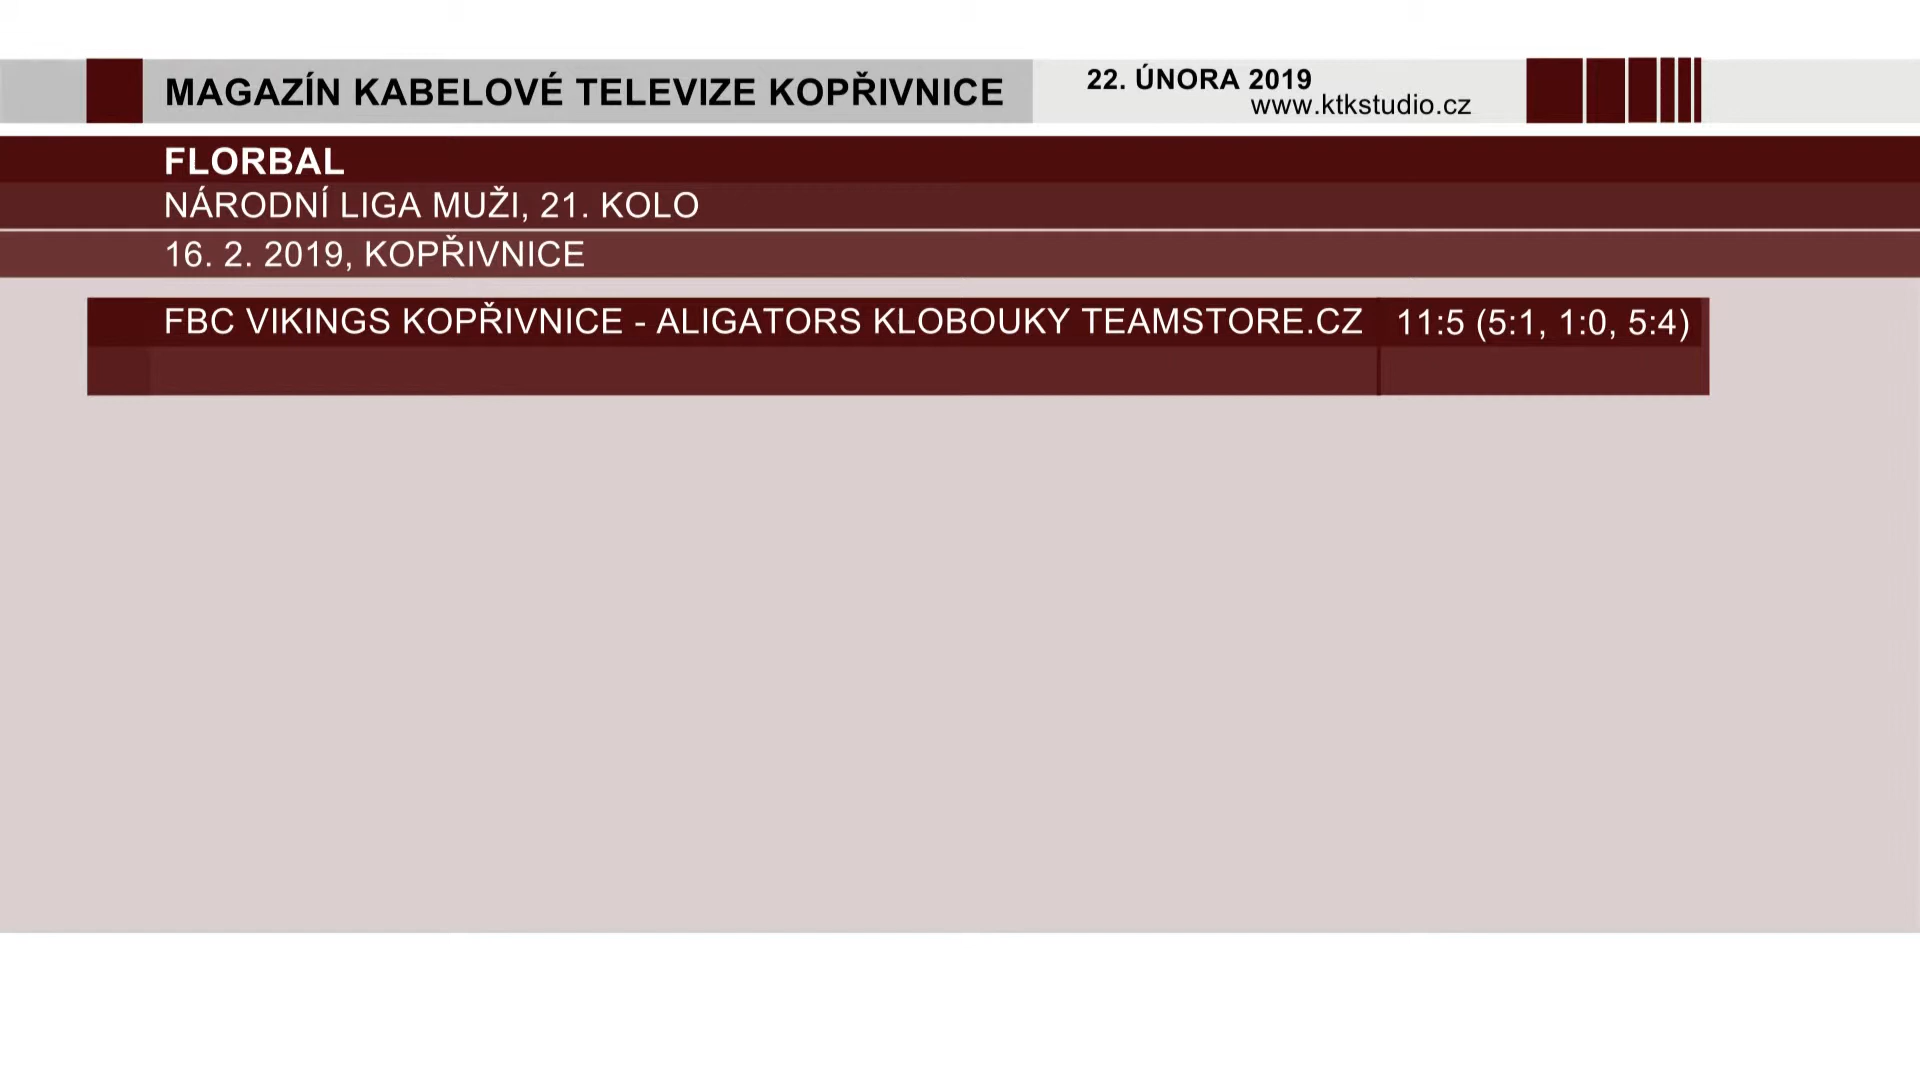 MAGAZÍN KABELOVÉ TELEVIZE KOPŘIVNICE
22. ÚNORA 2019
www.ktkstudio.cz
FLORBAL
NÁRODNÍ LIGA MUŽI, 21. KOLO
16. 2. 2019, KOPŘIVNICE
FBC VIKINGS KOPŘIVNICE - ALIGATORS KLOBOUKY TEAMSTORE.CZ 11:5 (5:1, 1:0, 5:4)